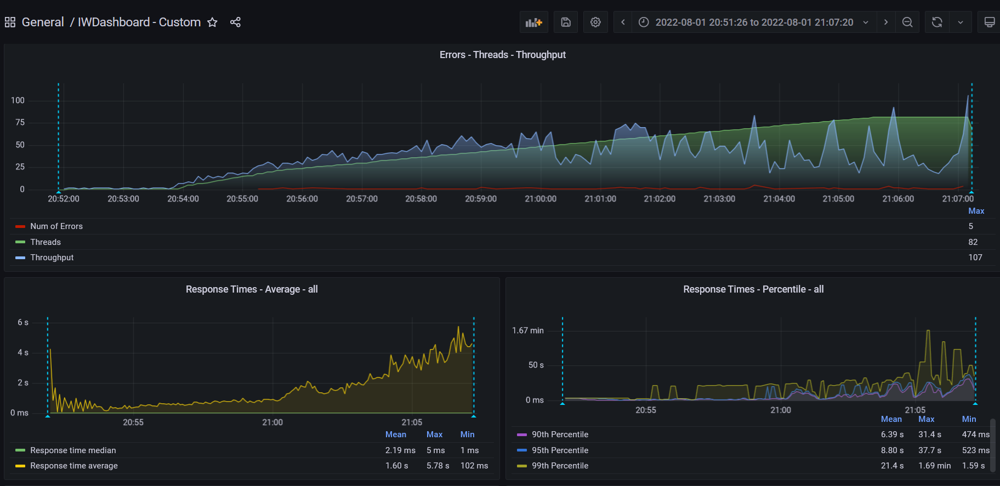 General / IWDashboard - Custom
2022-08-01 20:51:26 to 2022-08-01 21:07:20
Errors - Threads - Throughput
100
75
50
25
0
20:52:00 20:53:00 20:54:00 20:55:00 20:56:00 20:57:00 20:58:00 20:59:00 21:00:00 21:01:00 21:02:00 21:03:00 21:04:00 21:05:00 21:06:00 21:07:00
Max
Num of Errors 5
Threads 82
Throughput 107
Response Times - Average - all
6 s
4 s
2 s
0 ms
20:55 21:00 21:05
Mean Max Min
Response time median 2.19 ms 5 ms 1 ms
Response time average 1.60 s 5.78 s 102 ms
Response Times - Percentile - all
1.67 min
50 s
0 ms
20:55 21:00 21:05
Mean Max Min
90th Percentile 6.39 s 31.4 s 474 ms
95th Percentile 8.80 s 37.7 s 523 ms
99th Percentile 21.4 s 1.69 min 1.59 s